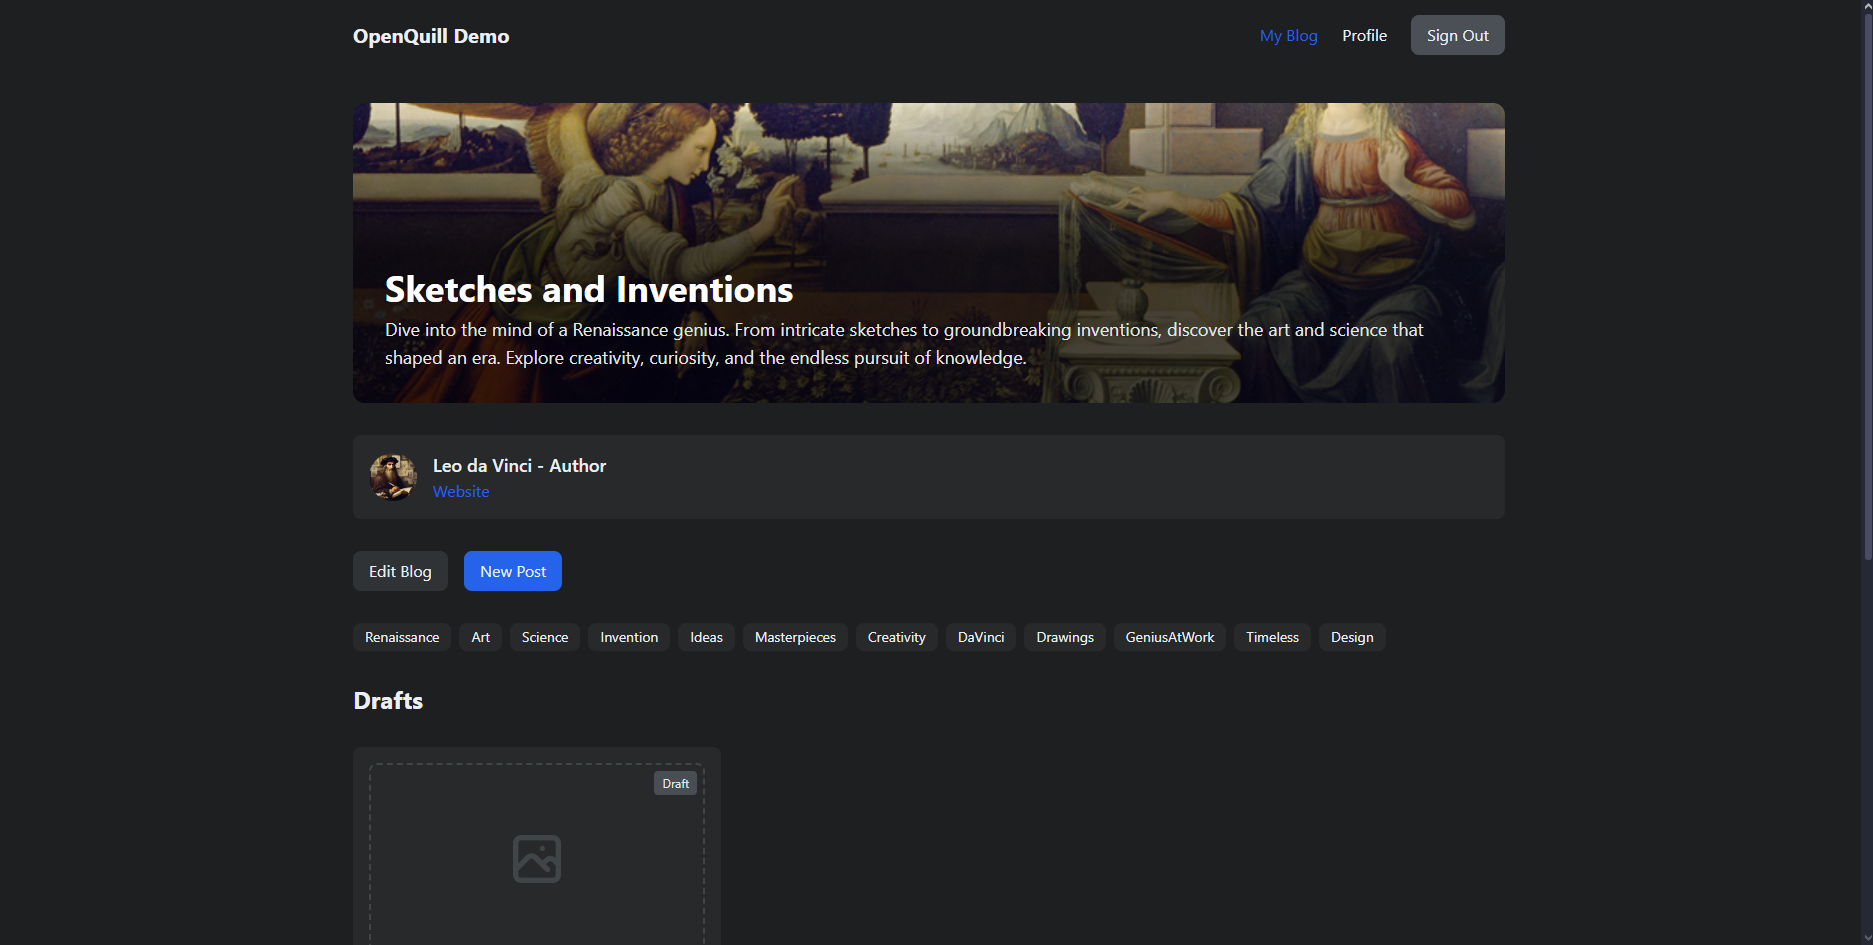 OpenQuill Demo
My Blog Profile Sign Out
Sketches and Inventions
Dive into the mind of a Renaissance genius. From intricate sketches to groundbreaking inventions, discover the art and science that
shaped an era. Explore creativity, curiosity, and the endless pursuit of knowledge.
Leo da Vinci - Author
Website
Edit Blog New Post
Renaissance Art Science Invention Ideas Masterpieces Creativity DaVinci Drawings GeniusAtWork Timeless Design
Drafts
Draft